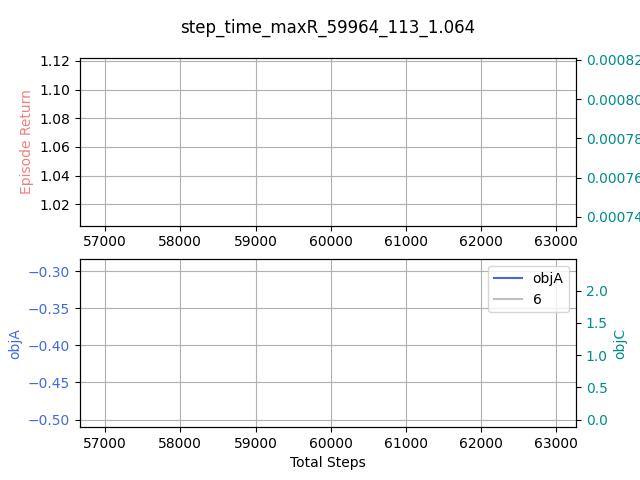 step_time_maxR_59964_113_1.064
1.12
1.10
1.08
1.06
1.04
1.02
Episode Return
0.00082
0.00080
0.00078
0.00076
0.00074
57000 58000 59000 60000 61000 62000 63000
−0.30
−0.35
−0.40
−0.45
−0.50
objA
objA
6
2.0
1.5
1.0
0.5
0.0
objC
57000 58000 59000 60000 61000 62000 63000
Total Steps